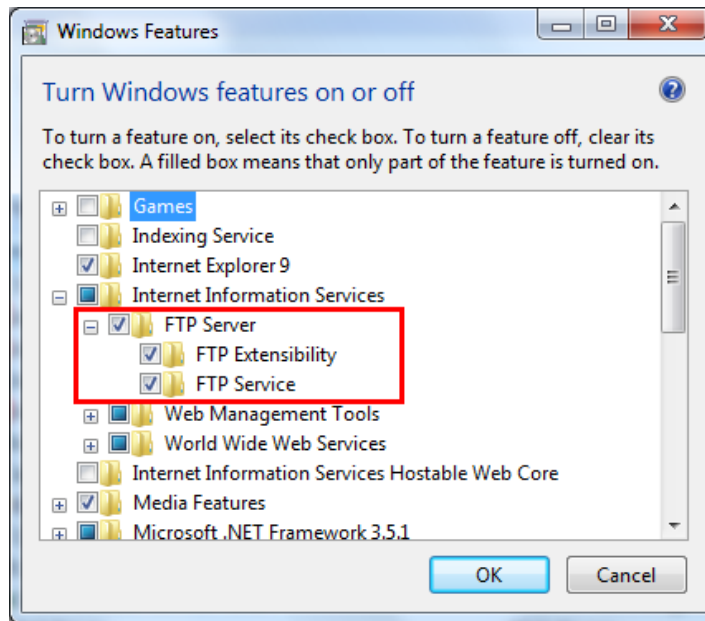 Windows Features
Turn Windows features on or off
To turn a feature on, select its check box. To turn a feature off, clear its
check box. A filled box means that only part of the feature is turned on.
Games
Indexing Service
Internet Explorer 9
Internet Information Services
FTP Server
FTP Extensibility
FTP Service
Web Management Tools
World Wide Web Services
Internet Information Services Hostable Web Core
Media Features
Microsoft .NET Framework 3.5.1
OK
Cancel